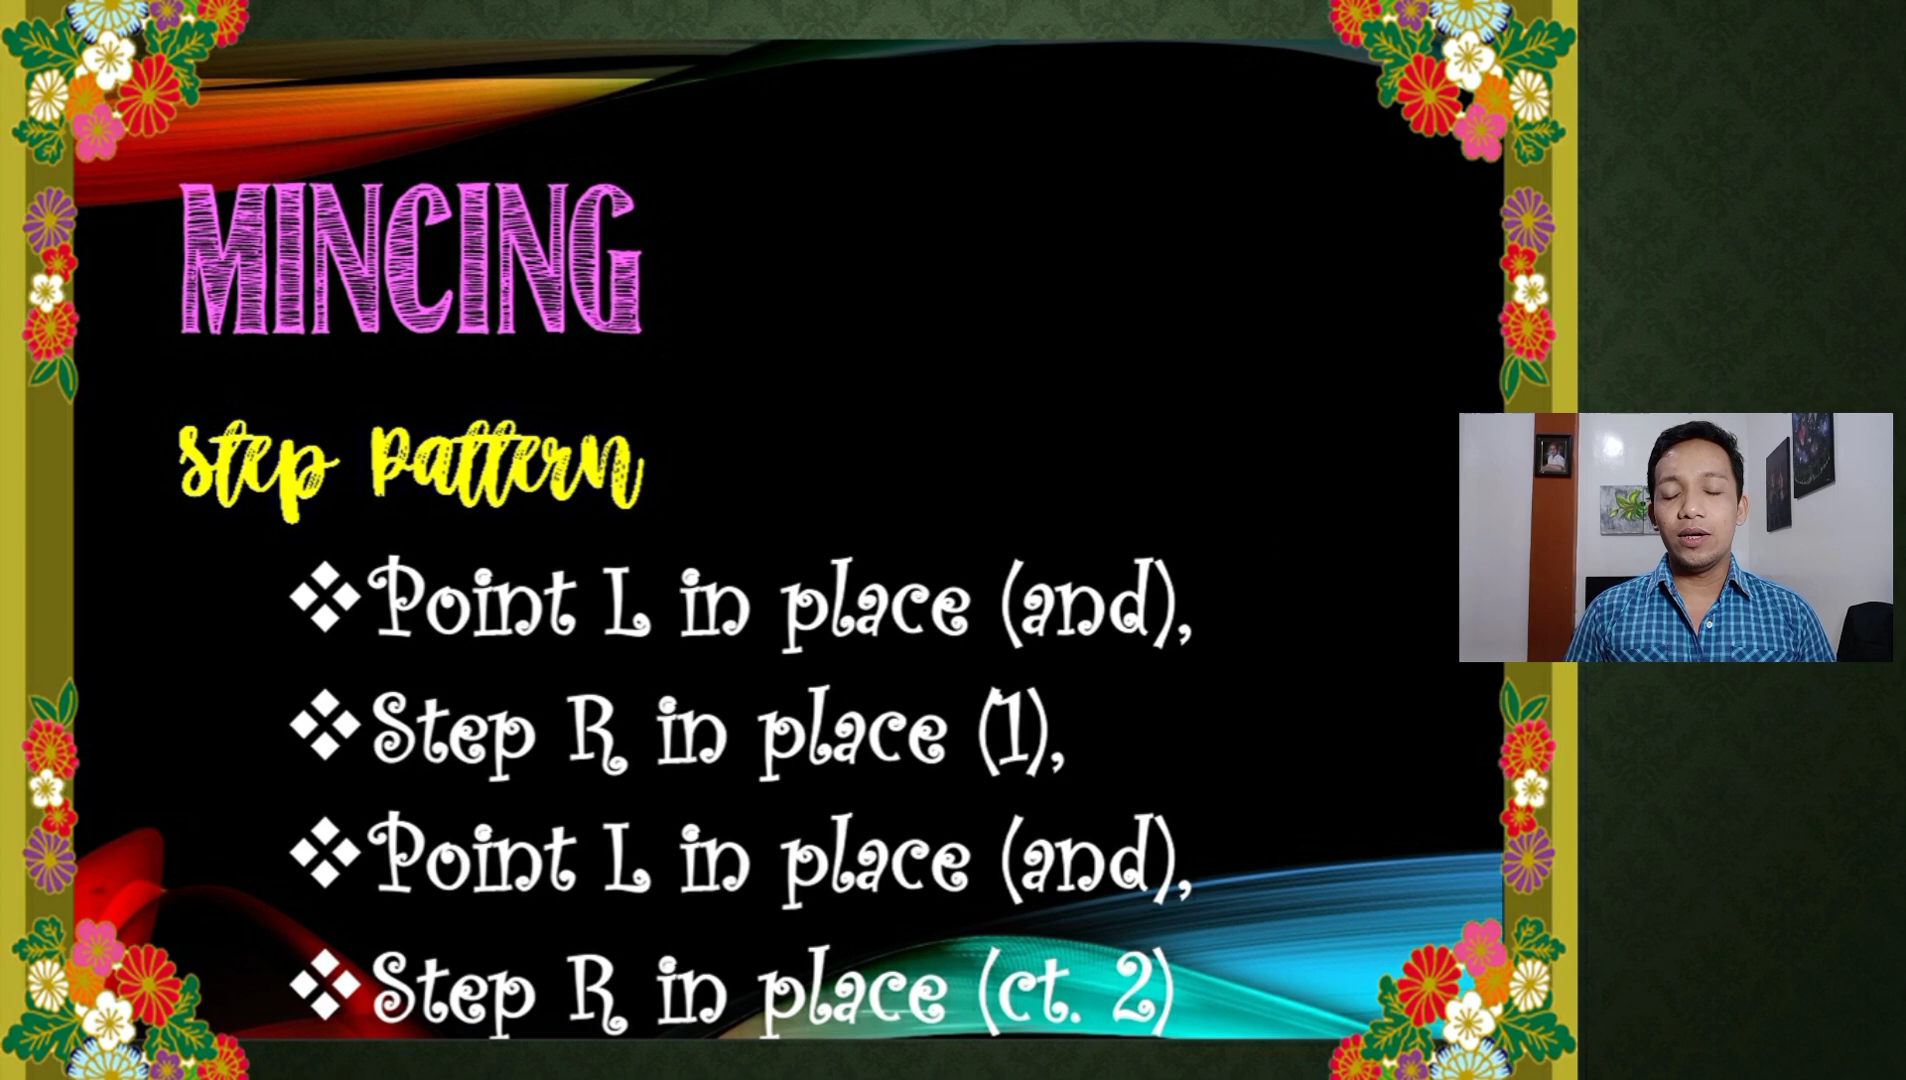 MINCING
step pattern
❖Point L in place (and),
❖Step R in place (1),
❖Point L in place (and),
❖Step R in place (ct. 2)